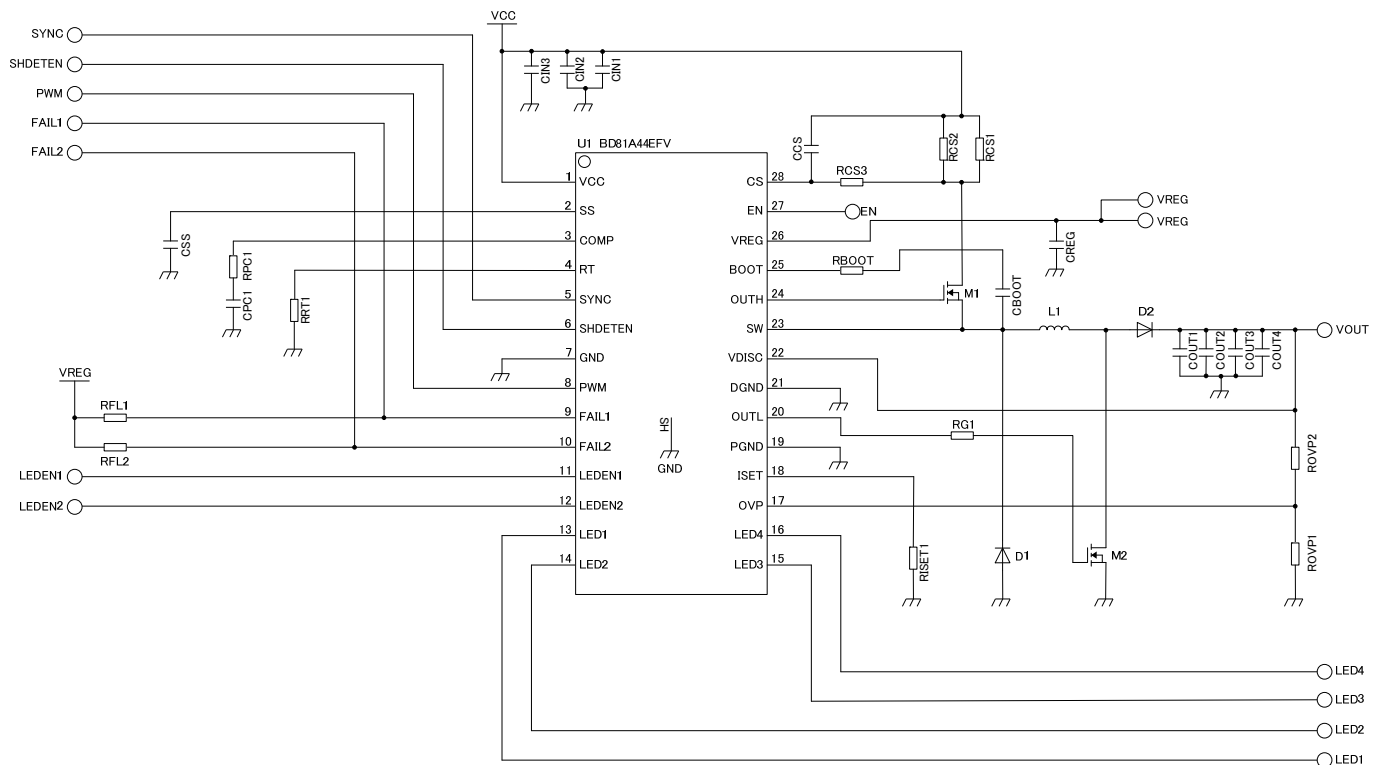 VCC
SYNC
SHDETEN
PWM
FAIL1
FAIL2
CIN3
CIN2
CIN1
CCS
RCS2
RCS1
RCS3
U1 BD81A44EFV
1 VCC
2 SS
3 COMP
4 RT
5 SYNC
6 SHDETEN
7 GND
8 PWM
9 FAIL1
10 FAIL2
11 LEDEN1
12 LEDEN2
13 LED1
14 LED2
CS 28
EN 27
VREG 26
BOOT 25
OUTH 24
SW 23
VDISC 22
DGND 21
OUTL 20
PGND 19
ISET 18
OVP 17
LED4 16
LED3 15
HS
GND
CSS
RPC1
CPC1
RRT1
VREG
RFL1
RFL2
LEDEN1
LEDEN2
EN
VREG
VREG
CREG
RBOOT
CBOOT
M1
L1
D2
COUT1
COUT2
COUT3
COUT4
VOUT
RG1
ROVP2
ROVP1
RISET1
D1
M2
LED4
LED3
LED2
LED1